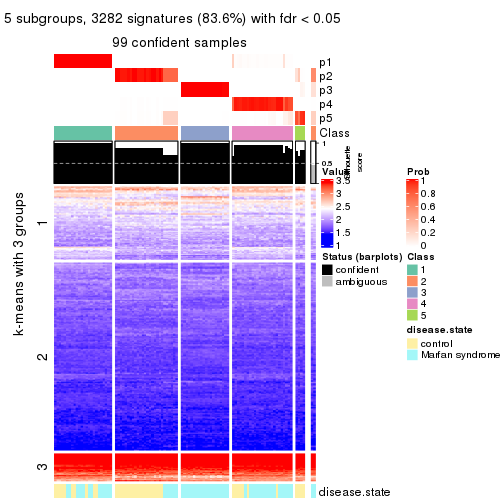 5 subgroups, 3282 signatures (83.6%) with fdr < 0.05
99 confident samples
p1
p2
p3
p4
p5
Class
1
0.5
silhouette
score
k-means with 3 groups
1
2
3
disease.state
Value
3.5
3
2.5
2
1.5
1
Prob
1
0.8
0.6
0.4
0.2
0
Status (barplots)
confident
ambiguous
Class
1
2
3
4
5
disease.state
control
Marfan syndrome